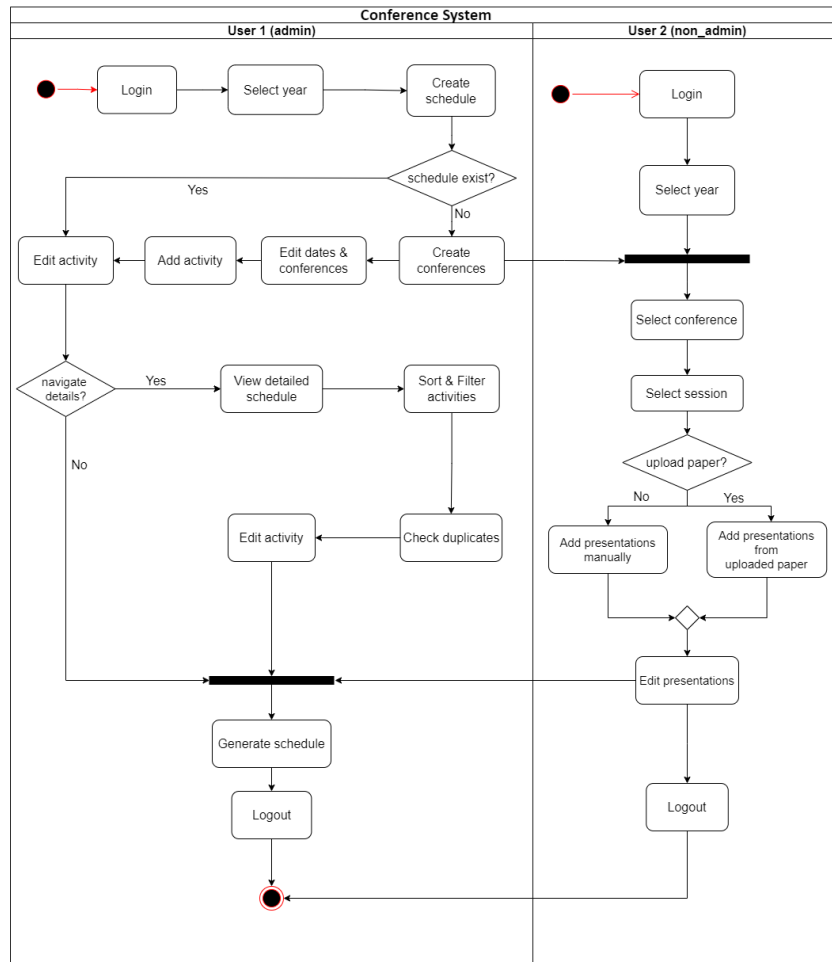 Conference System
User 1 (admin)
User 2 (non_admin)
Login
Select year
Create
schedule
Login
schedule exist?
Yes
No
Select year
Edit activity
Add activity
Edit dates &
conferences
Create
conferences
Select conference
navigate
details?
Yes
View detailed
schedule
Sort & Filter
activities
Select session
No
upload paper?
No
Yes
Edit activity
Check duplicates
Add presentations
manually
Add presentations
from
uploaded paper
Edit presentations
Generate schedule
Logout
Logout